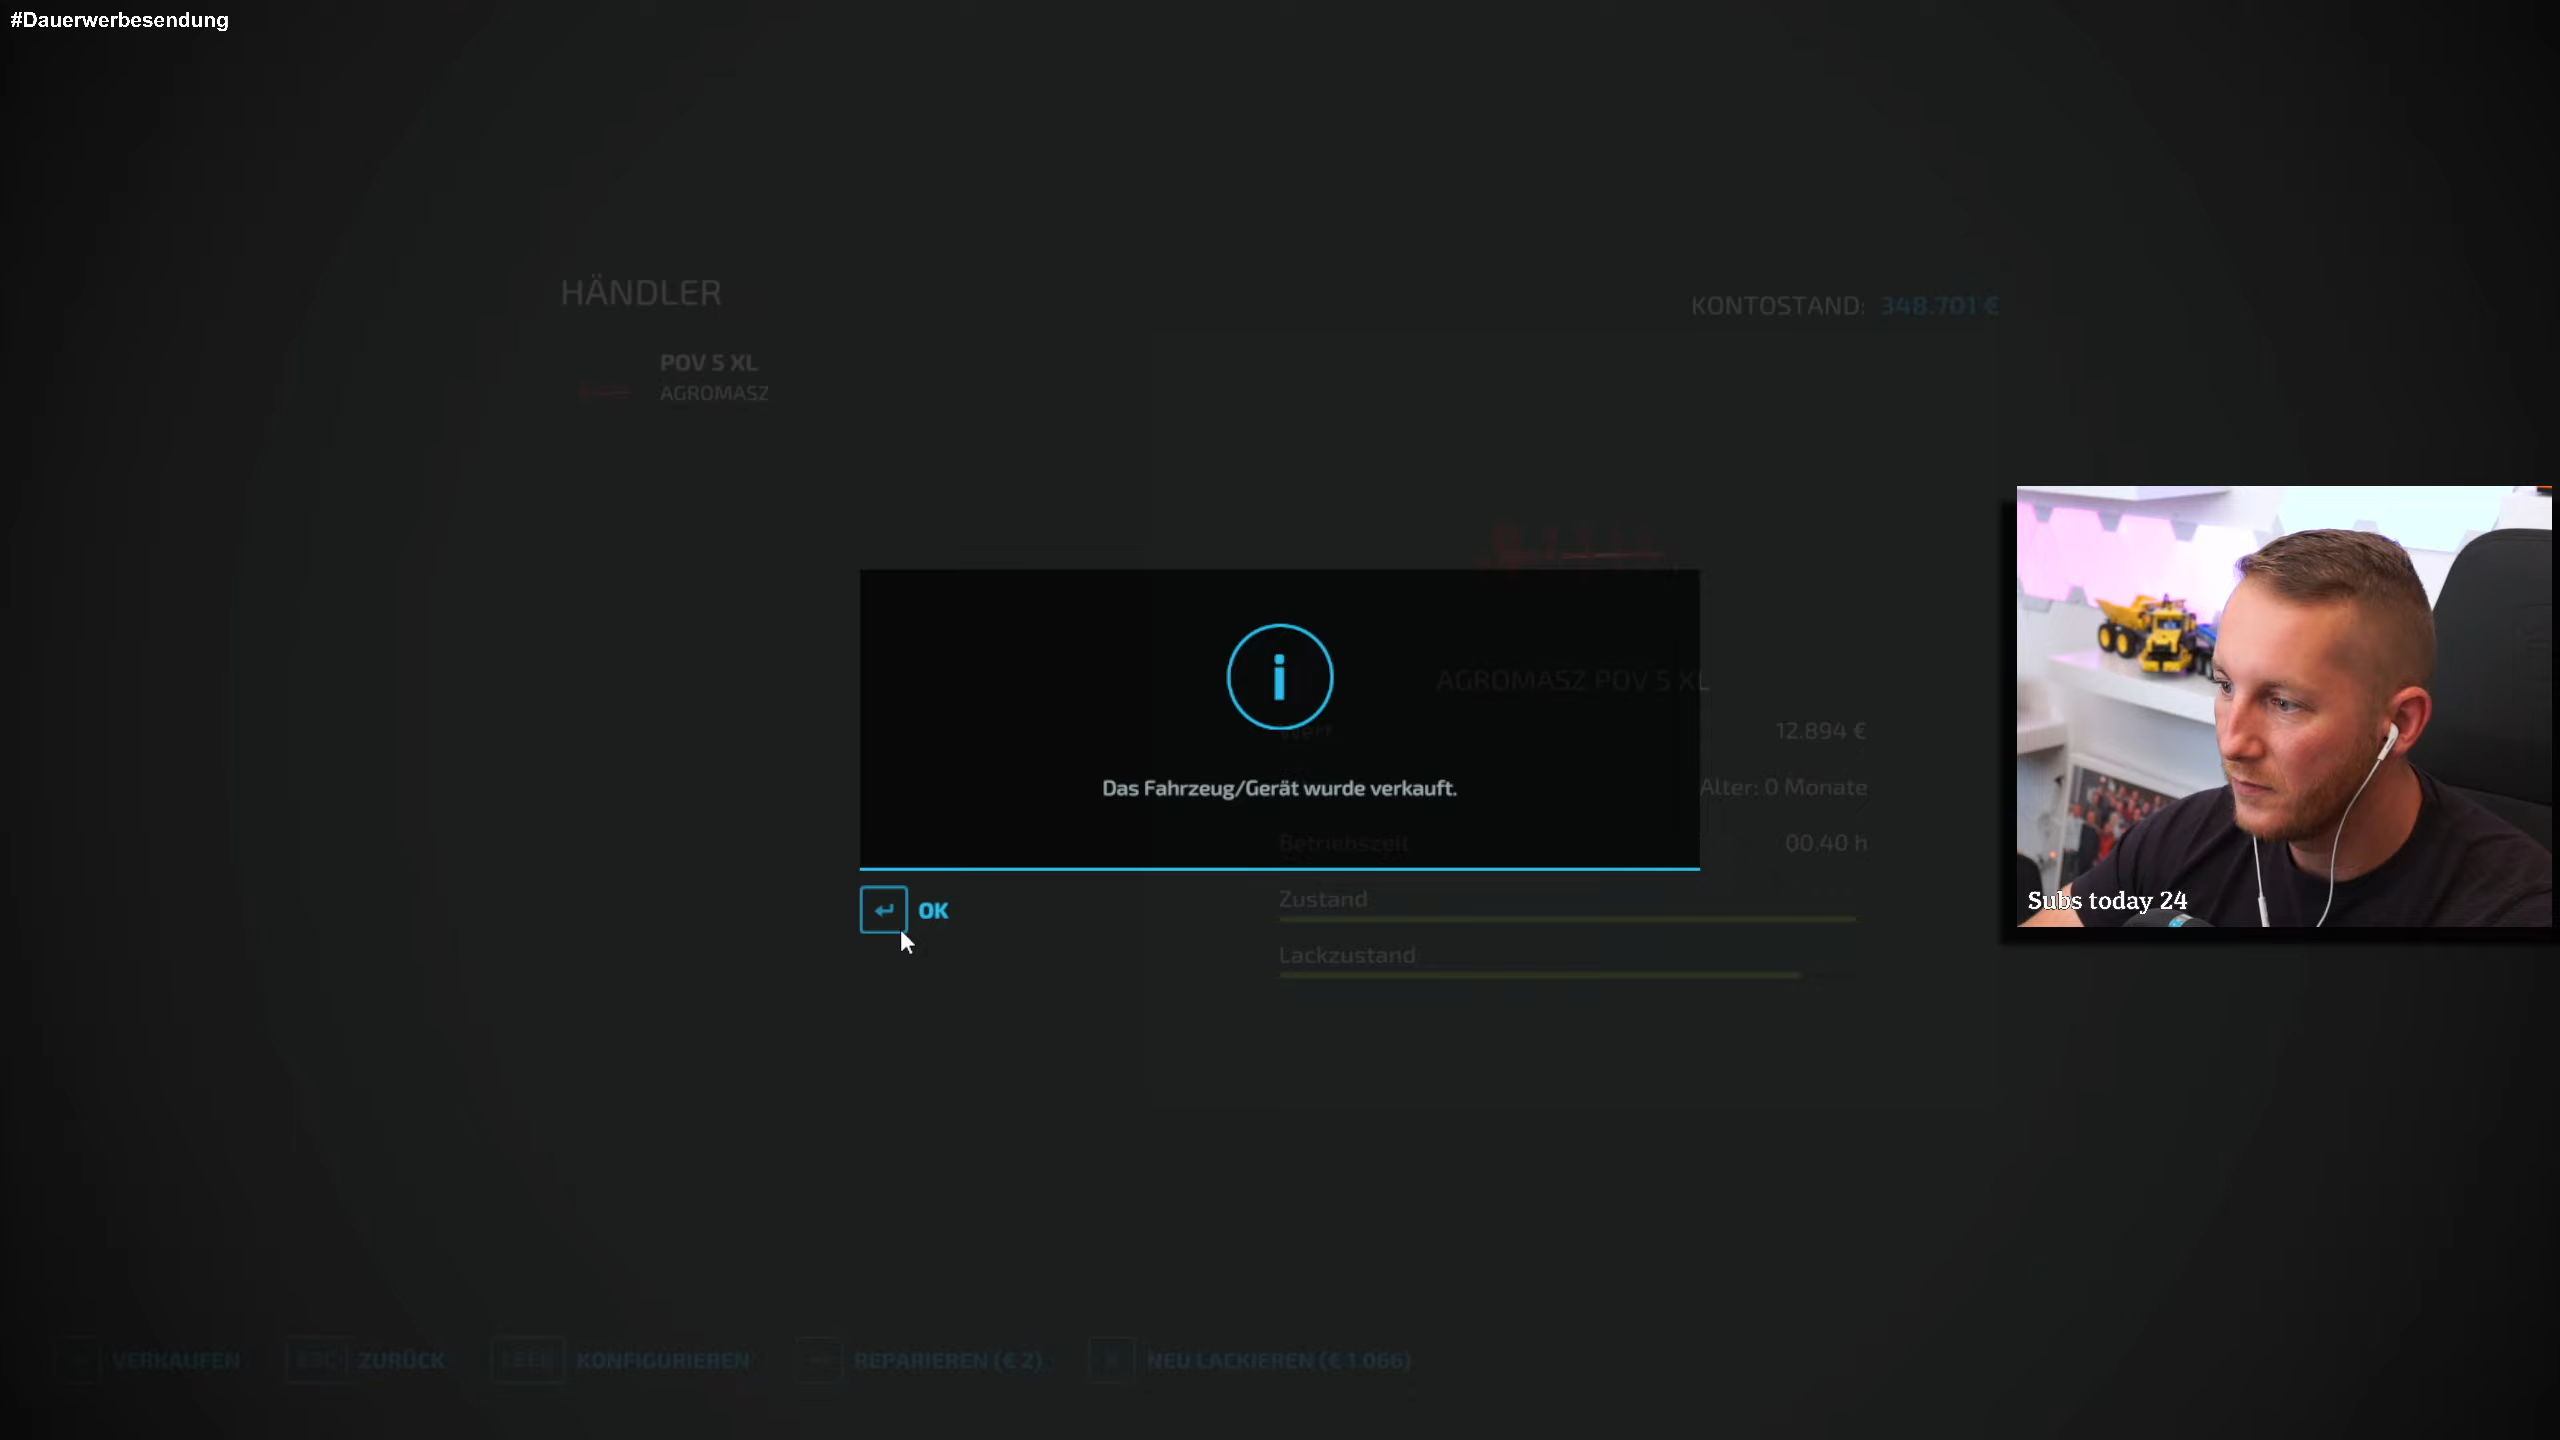 #Dauerwerbesendung
HÄNDLER
KONTOSTAND: 348.701 €
POV 5 XL
AGROMASZ
AGROMASZ POV 5 XL
Wert 12.894 €
Das Fahrzeug/Gerät wurde verkauft.
Alter: 0 Monate
Betriebszeit 00.40 h
Zustand
OK
Lackzustand
Subs today 24
VERKAUFEN
ZURÜCK
KONFIGURIEREN
REPARIEREN (€ 2)
NEU LACKIEREN (€ 1.066)